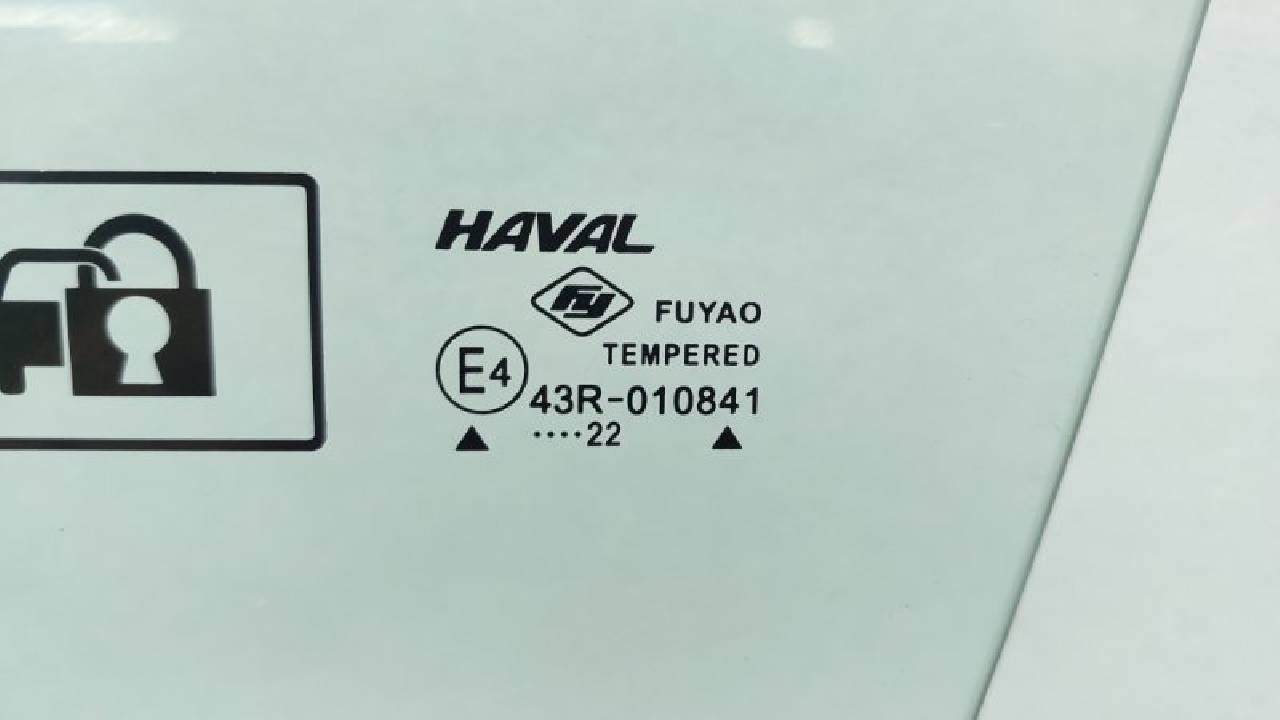 HAVAL
FY FUYAO
TEMPERED
E4 43R-010841
....22